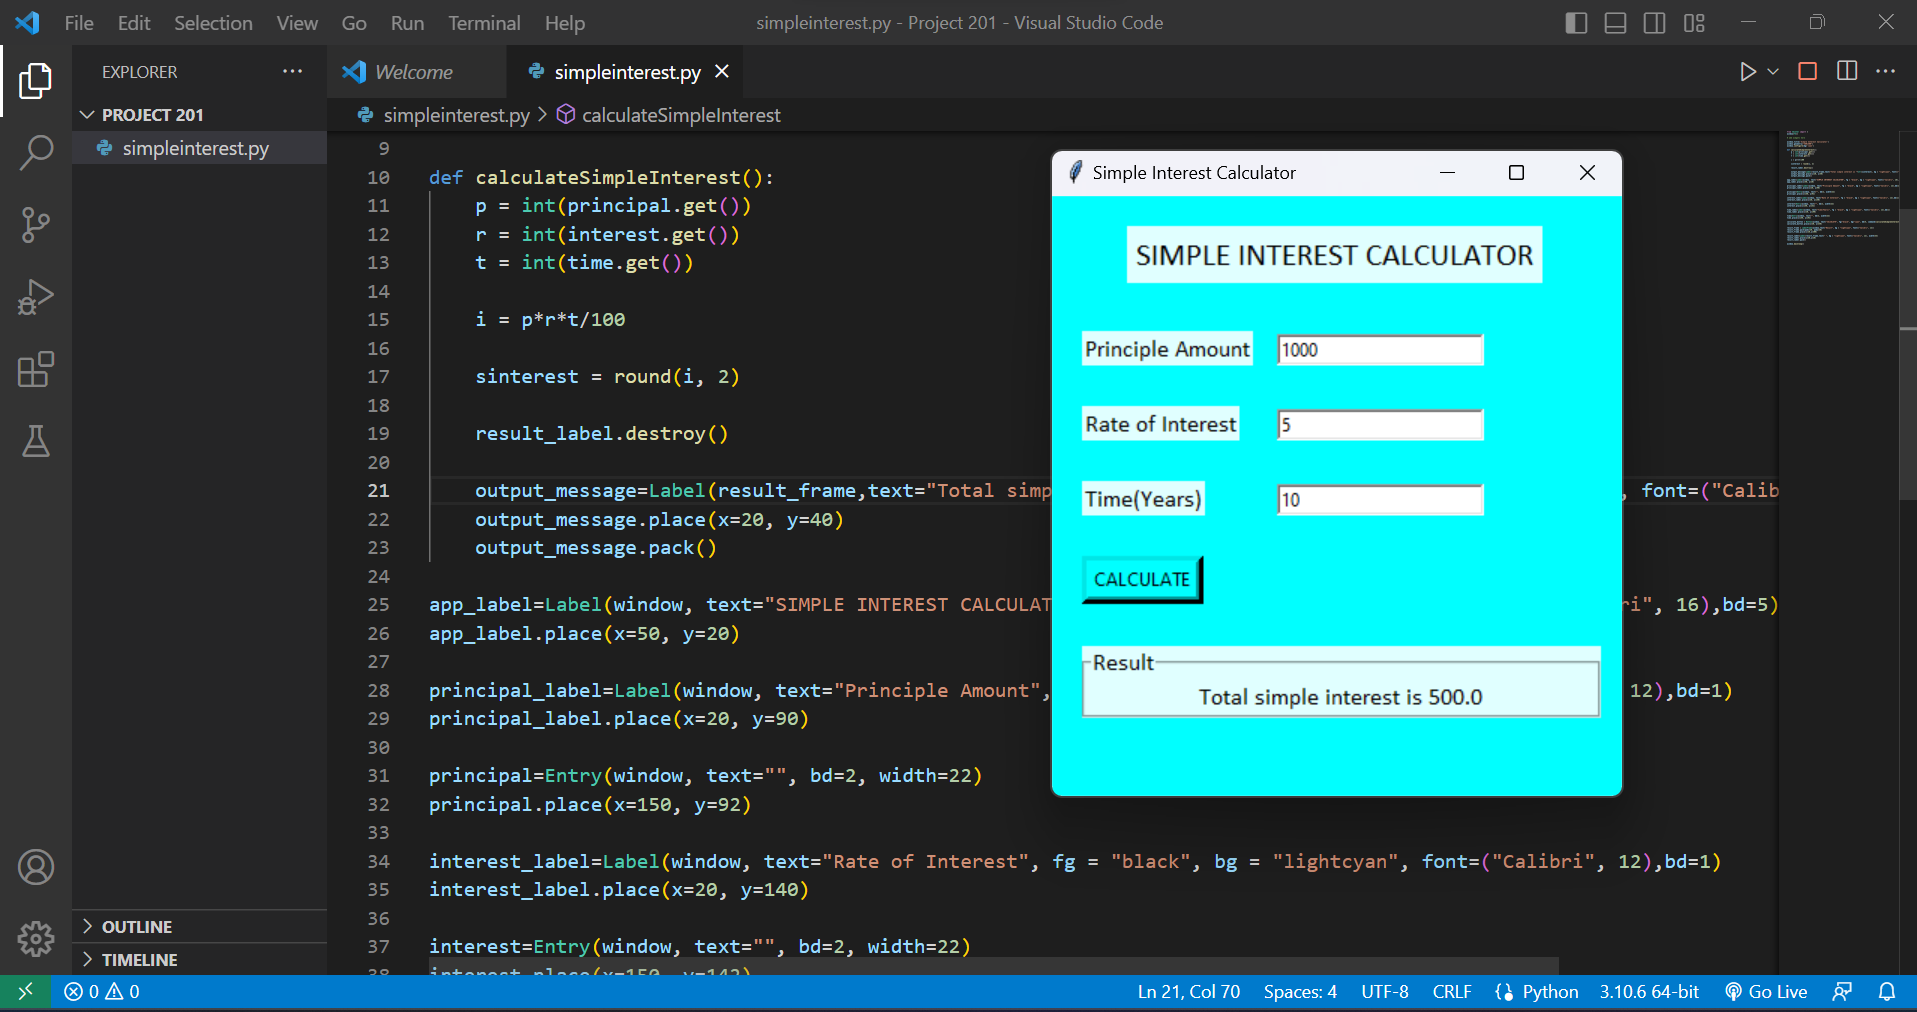 File Edit Selection View Go Run Terminal Help
simpleinterest.py - Project 201 - Visual Studio Code
EXPLORER
PROJECT 201
simpleinterest.py
OUTLINE
TIMELINE
Welcome
simpleinterest.py
simpleinterest.py > calculateSimpleInterest
9
10 def calculateSimpleInterest():
11 p = int(principal.get())
12 r = int(interest.get())
13 t = int(time.get())
14
15 i = p*r*t/100
16
17 sinterest = round(i, 2)
18
19 result_label.destroy()
20
21 output_message=Label(result_frame,text="Total simp , font=("Calib
22 output_message.place(x=20, y=40)
23 output_message.pack()
24
25 app_label=Label(window, text="SIMPLE INTEREST CALCULAT ri", 16),bd=5)
26 app_label.place(x=50, y=20)
27
28 principal_label=Label(window, text="Principle Amount", 12),bd=1)
29 principal_label.place(x=20, y=90)
30
31 principal=Entry(window, text="", bd=2, width=22)
32 principal.place(x=150, y=92)
33
34 interest_label=Label(window, text="Rate of Interest", fg = "black", bg = "lightcyan", font=("Calibri", 12),bd=1)
35 interest_label.place(x=20, y=140)
36
37 interest=Entry(window, text="", bd=2, width=22)
38 interest.place(x=150, y=142)
Simple Interest Calculator
SIMPLE INTEREST CALCULATOR
Principle Amount 1000
Rate of Interest 5
Time(Years) 10
CALCULATE
Result
Total simple interest is 500.0
0 0
Ln 21, Col 70 Spaces: 4 UTF-8 CRLF Python 3.10.6 64-bit Go Live